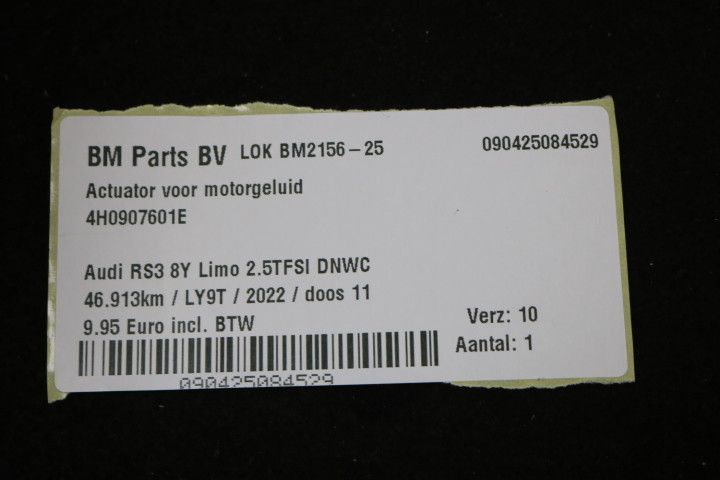 BM Parts BV LOK BM2156-25 090425084529
Actuator voor motorgeluid
4H0907601E
Audi RS3 8Y Limo 2.5TFSI DNWC
46.913km / LY9T / 2022 / doos 11
9.95 Euro incl. BTW
Verz: 10
Aantal: 1
090425084529